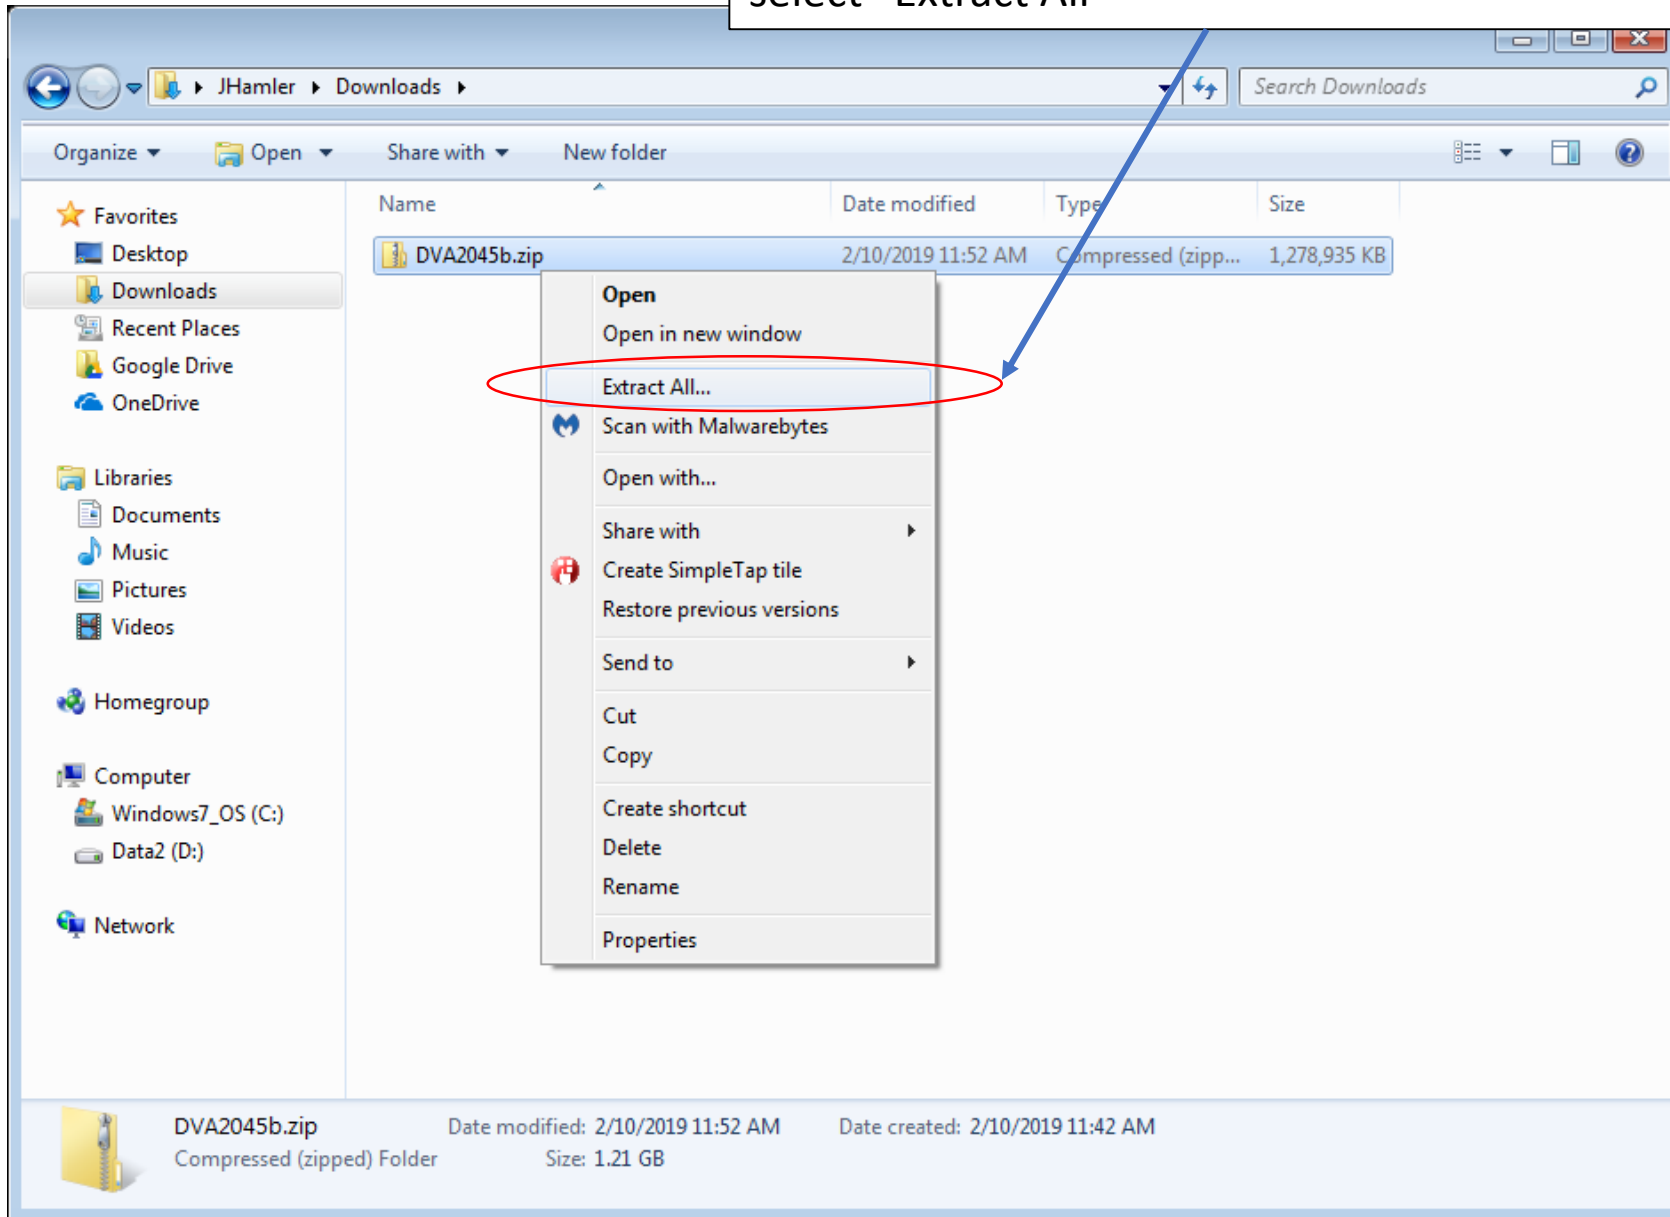 select "Extract All"
JHamler Downloads
Search Downloads
Organize Open Share with New folder
Name Date modified Type Size
DVA2045b.zip 2/10/2019 11:52 AM Compressed (zipp... 1,278,935 KB
Favorites
Desktop
Downloads
Recent Places
Google Drive
OneDrive
Libraries
Documents
Music
Pictures
Videos
Homegroup
Computer
Windows7_OS (C:)
Data2 (D:)
Network
Open
Open in new window
Extract All...
Scan with Malwarebytes
Open with...
Share with
Create SimpleTap tile
Restore previous versions
Send to
Cut
Copy
Create shortcut
Delete
Rename
Properties
DVA2045b.zip Date modified: 2/10/2019 11:52 AM Date created: 2/10/2019 11:42 AM
Compressed (zipped) Folder Size: 1.21 GB